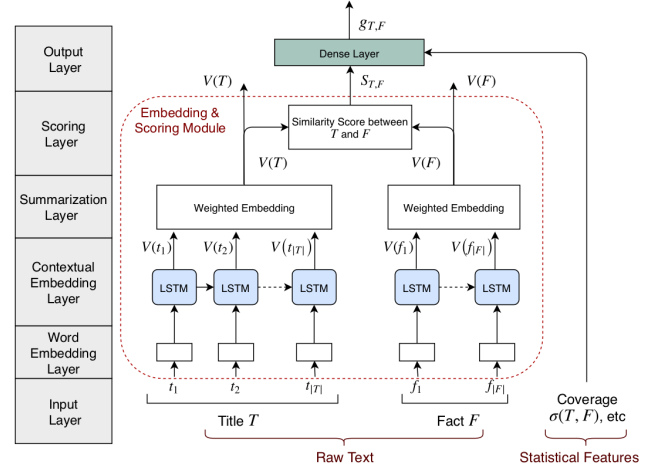 g_{T,F}
Output
Layer
Dense Layer
V(T)
S_{T,F}
V(F)
Embedding &
Scoring Module
Scoring
Layer
Similarity Score between
T and F
V(T)
V(F)
Summarization
Layer
Weighted Embedding
Weighted Embedding
V(t_1)
V(t_2)
V(t_{|T|})
V(f_1)
V(f_{|F|})
Contextual
Embedding
Layer
LSTM
LSTM
LSTM
LSTM
LSTM
Word
Embedding
Layer
t_1
t_2
t_{|T|}
f_1
f_{|F|}
Input
Layer
Title T
Fact F
Coverage
σ(T, F), etc
Raw Text
Statistical Features